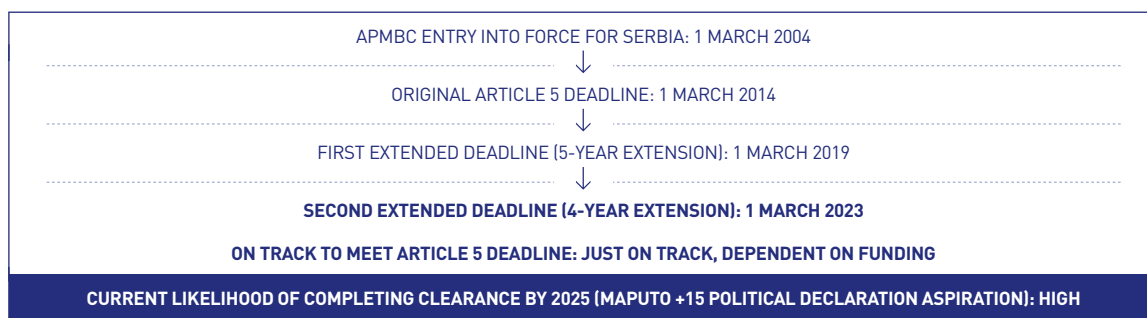 APMBC ENTRY INTO FORCE FOR SERBIA: 1 MARCH 2004
ORIGINAL ARTICLE 5 DEADLINE: 1 MARCH 2014
FIRST EXTENDED DEADLINE (5-YEAR EXTENSION): 1 MARCH 2019
SECOND EXTENDED DEADLINE (4-YEAR EXTENSION): 1 MARCH 2023
ON TRACK TO MEET ARTICLE 5 DEADLINE: JUST ON TRACK, DEPENDENT ON FUNDING
CURRENT LIKELIHOOD OF COMPLETING CLEARANCE BY 2025 (MAPUTO +15 POLITICAL DECLARATION ASPIRATION): HIGH